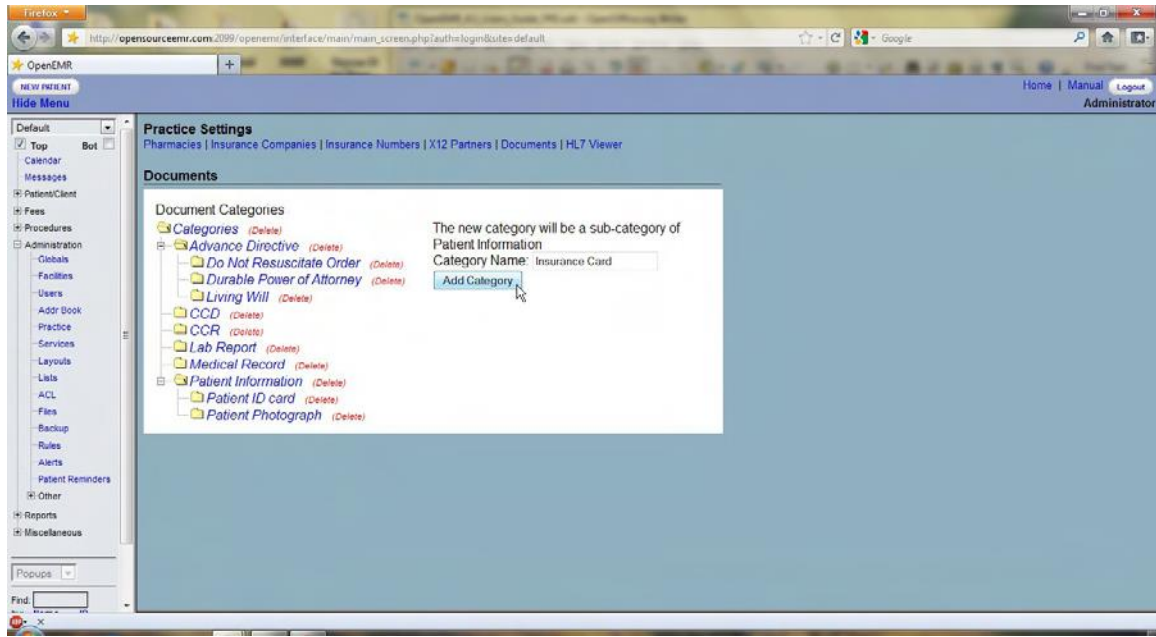 Firefox
http://opensourceemr.com:2099/openemr/interface/main/main_screen.php?auth=login&site=default
Google
OpenEMR
+
NEW PATIENT
Home | Manual Logout
Hide Menu
Administrator
Default
Top Bot
Calendar
Messages
Patient/Client
Fees
Procedures
Administration
Globals
Facilities
Users
Addr Book
Practice
Services
Layouts
Lists
ACL
Files
Backup
Rules
Alerts
Patient Reminders
Other
Reports
Miscellaneous
Popups
Find:
Practice Settings
Pharmacies | Insurance Companies | Insurance Numbers | X12 Partners | Documents | HL7 Viewer
Documents
Document Categories
Categories (Delete)
Advance Directive (Delete)
Do Not Resuscitate Order (Delete)
Durable Power of Attorney (Delete)
Living Will (Delete)
CCD (Delete)
CCR (Delete)
Lab Report (Delete)
Medical Record (Delete)
Patient Information (Delete)
Patient ID card (Delete)
Patient Photograph (Delete)
The new category will be a sub-category of
Patient Information
Category Name: Insurance Card
Add Category